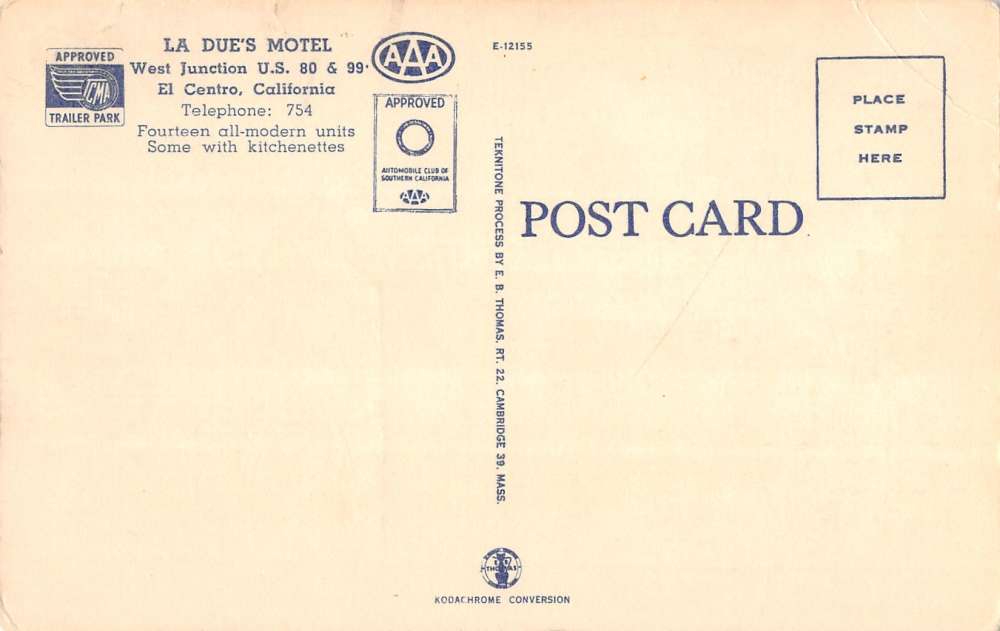 APPROVED
TCMA
TRAILER PARK
LA DUE'S MOTEL
West Junction U.S. 80 & 99
El Centro, California
Telephone: 754
Fourteen all-modern units
Some with kitchenettes
AAA
APPROVED
AUTOMOBILE CLUB OF
SOUTHERN CALIFORNIA
AAA
E-12155
TEKNITONE PROCESS BY E. B. THOMAS, RT. 22, CAMBRIDGE 39, MASS.
POST CARD
PLACE
STAMP
HERE
THOMAS
KODACHROME CONVERSION